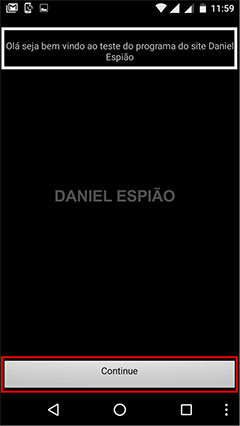 11:59
Olá seja bem vindo ao teste do programa do site Daniel
Espião
DANIEL ESPIÃO
Continue